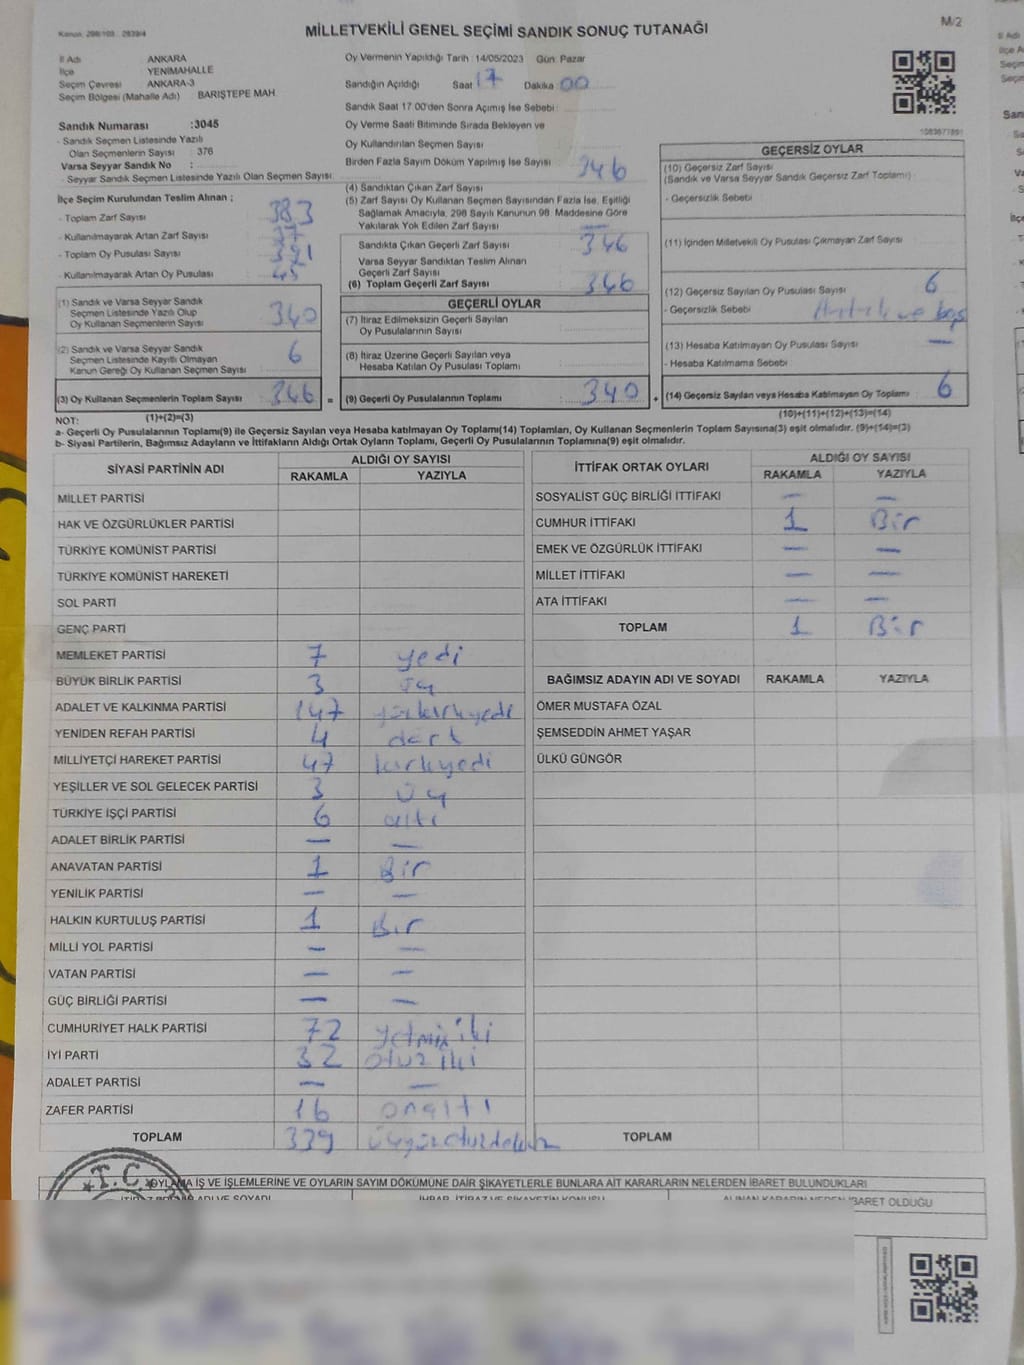 Kanun: 298/103 2839/4
MİLLETVEKİLİ GENEL SEÇİMİ SANDIK SONUÇ TUTANAĞI
M/2
İl Adı ANKARA
İlçe YENİMAHALLE
Seçim Çevresi ANKARA-3
Seçim Bölgesi (Mahalle Adı) : BARIŞTEPE MAH.
Sandık Numarası :3045
- Sandık Seçmen Listesinde Yazılı
Olan Seçmenlerin Sayısı : 376
Varsa Seyyar Sandık No :
- Seyyar Sandık Seçmen Listesinde Yazılı Olan Seçmen Sayısı:
Oy Vermenin Yapıldığı Tarih : 14/05/2023 Gün: Pazar
Sandığın Açıldığı Saat 17 Dakika 00
Sandık Saat 17.00'den Sonra Açılmış İse Sebebi :
Oy Verme Saati Bitiminde Sırada Bekleyen ve
Oy Kullandırılan Seçmen Sayısı
Birden Fazla Sayım Döküm Yapılmış İse Sayısı
İlçe Seçim Kurulundan Teslim Alınan ;
- Toplam Zarf Sayısı 383
- Kullanılmayarak Artan Zarf Sayısı 37
- Toplam Oy Pusulası Sayısı 391
- Kullanılmayarak Artan Oy Pusulası 45
(1) Sandık ve Varsa Seyyar Sandık
Seçmen Listesinde Yazılı Olup
Oy Kullanan Seçmenlerin Sayısı 340
(2) Sandık ve Varsa Seyyar Sandık
Seçmen Listesinde Kayıtlı Olmayan
Kanun Gereği Oy Kullanan Seçmen Sayısı 6
(3) Oy Kullanan Seçmenlerin Toplam Sayısı 346 =
(4) Sandıktan Çıkan Zarf Sayısı 346
(5) Zarf Sayısı Oy Kullanan Seçmen Sayısından Fazla İse, Eşitliği
Sağlamak Amacıyla, 298 Sayılı Kanunun 98. Maddesine Göre
Yakılarak Yok Edilen Zarf Sayısı —
Sandıkta Çıkan Geçerli Zarf Sayısı 346
Varsa Seyyar Sandıktan Teslim Alınan
Geçerli Zarf Sayısı
(6) Toplam Geçerli Zarf Sayısı 346
GEÇERLİ OYLAR
(7) İtiraz Edilmeksizin Geçerli Sayılan
Oy Pusulalarının Sayısı
(8) İtiraz Üzerine Geçerli Sayılan veya
Hesaba Katılan Oy Pusulası Toplamı
(9) Geçerli Oy Pusulalarının Toplamı 340 +
1083677891
GEÇERSİZ OYLAR
(10) Geçersiz Zarf Sayısı
(Sandık ve Varsa Seyyar Sandık Geçersiz Zarf Toplamı) :
- Geçersizlik Sebebi
(11) İçinden Milletvekili Oy Pusulası Çıkmayan Zarf Sayısı
(12) Geçersiz Sayılan Oy Pusulası Sayısı 6
- Geçersizlik Sebebi ve boş
(13) Hesaba Katılmayan Oy Pusulası Sayısı —
- Hesaba Katılmama Sebebi
(14) Geçersiz Sayılan veya Hesaba Katılmayan Oy Toplamı 6
NOT: (1)+(2)=(3) (10)+(11)+(12)+(13)=(14)
a- Geçerli Oy Pusulalarının Toplamı(9) ile Geçersiz Sayılan veya Hesaba katılmayan Oy Toplamı(14) Toplamları, Oy Kullanan Seçmenlerin Toplam Sayısına(3) eşit olmalıdır. (9)+(14)=(3)
b- Siyasi Partilerin, Bağımsız Adayların ve İttifakların Aldığı Ortak Oyların Toplamı, Geçerli Oy Pusulalarının Toplamına(9) eşit olmalıdır.
SİYASİ PARTİNİN ADI ALDIĞI OY SAYISI
RAKAMLA YAZIYLA
MİLLET PARTİSİ
HAK VE ÖZGÜRLÜKLER PARTİSİ
TÜRKİYE KOMÜNİST PARTİSİ
TÜRKİYE KOMÜNİST HAREKETİ
SOL PARTİ
GENÇ PARTİ
MEMLEKET PARTİSİ 7 yedi
BÜYÜK BİRLİK PARTİSİ 3 üç
ADALET VE KALKINMA PARTİSİ 147 yüzkırkyedi
YENİDEN REFAH PARTİSİ 4 dört
MİLLİYETÇİ HAREKET PARTİSİ 47 kırkyedi
YEŞİLLER VE SOL GELECEK PARTİSİ 3 üç
TÜRKİYE İŞÇİ PARTİSİ 6 altı
ADALET BİRLİK PARTİSİ — —
ANAVATAN PARTİSİ 1 Bir
YENİLİK PARTİSİ — —
HALKIN KURTULUŞ PARTİSİ 1 Bir
MİLLİ YOL PARTİSİ — —
VATAN PARTİSİ — —
GÜÇ BİRLİĞİ PARTİSİ — —
CUMHURİYET HALK PARTİSİ 72 yetmiş iki
İYİ PARTİ 32 otuz iki
ADALET PARTİSİ — —
ZAFER PARTİSİ 16 onaltı
TOPLAM 339 üçyüzotuzdokuz
İTTİFAK ORTAK OYLARI ALDIĞI OY SAYISI
RAKAMLA YAZIYLA
SOSYALİST GÜÇ BİRLİĞİ İTTİFAKI — —
CUMHUR İTTİFAKI 1 Bir
EMEK VE ÖZGÜRLÜK İTTİFAKI — —
MİLLET İTTİFAKI — —
ATA İTTİFAKI — —
TOPLAM 1 Bir
BAĞIMSIZ ADAYIN ADI VE SOYADI RAKAMLA YAZIYLA
ÖMER MUSTAFA ÖZAL
ŞEMSEDDİN AHMET YAŞAR
ÜLKÜ GÜNGÖR
TOPLAM
T.C.
OYLAMA İŞ VE İŞLEMLERİNE VE OYLARIN SAYIM DÖKÜMÜNE DAİR ŞİKAYETLERLE BUNLARA AİT KARARLARIN NELERDEN İBARET BULUNDUKLARI